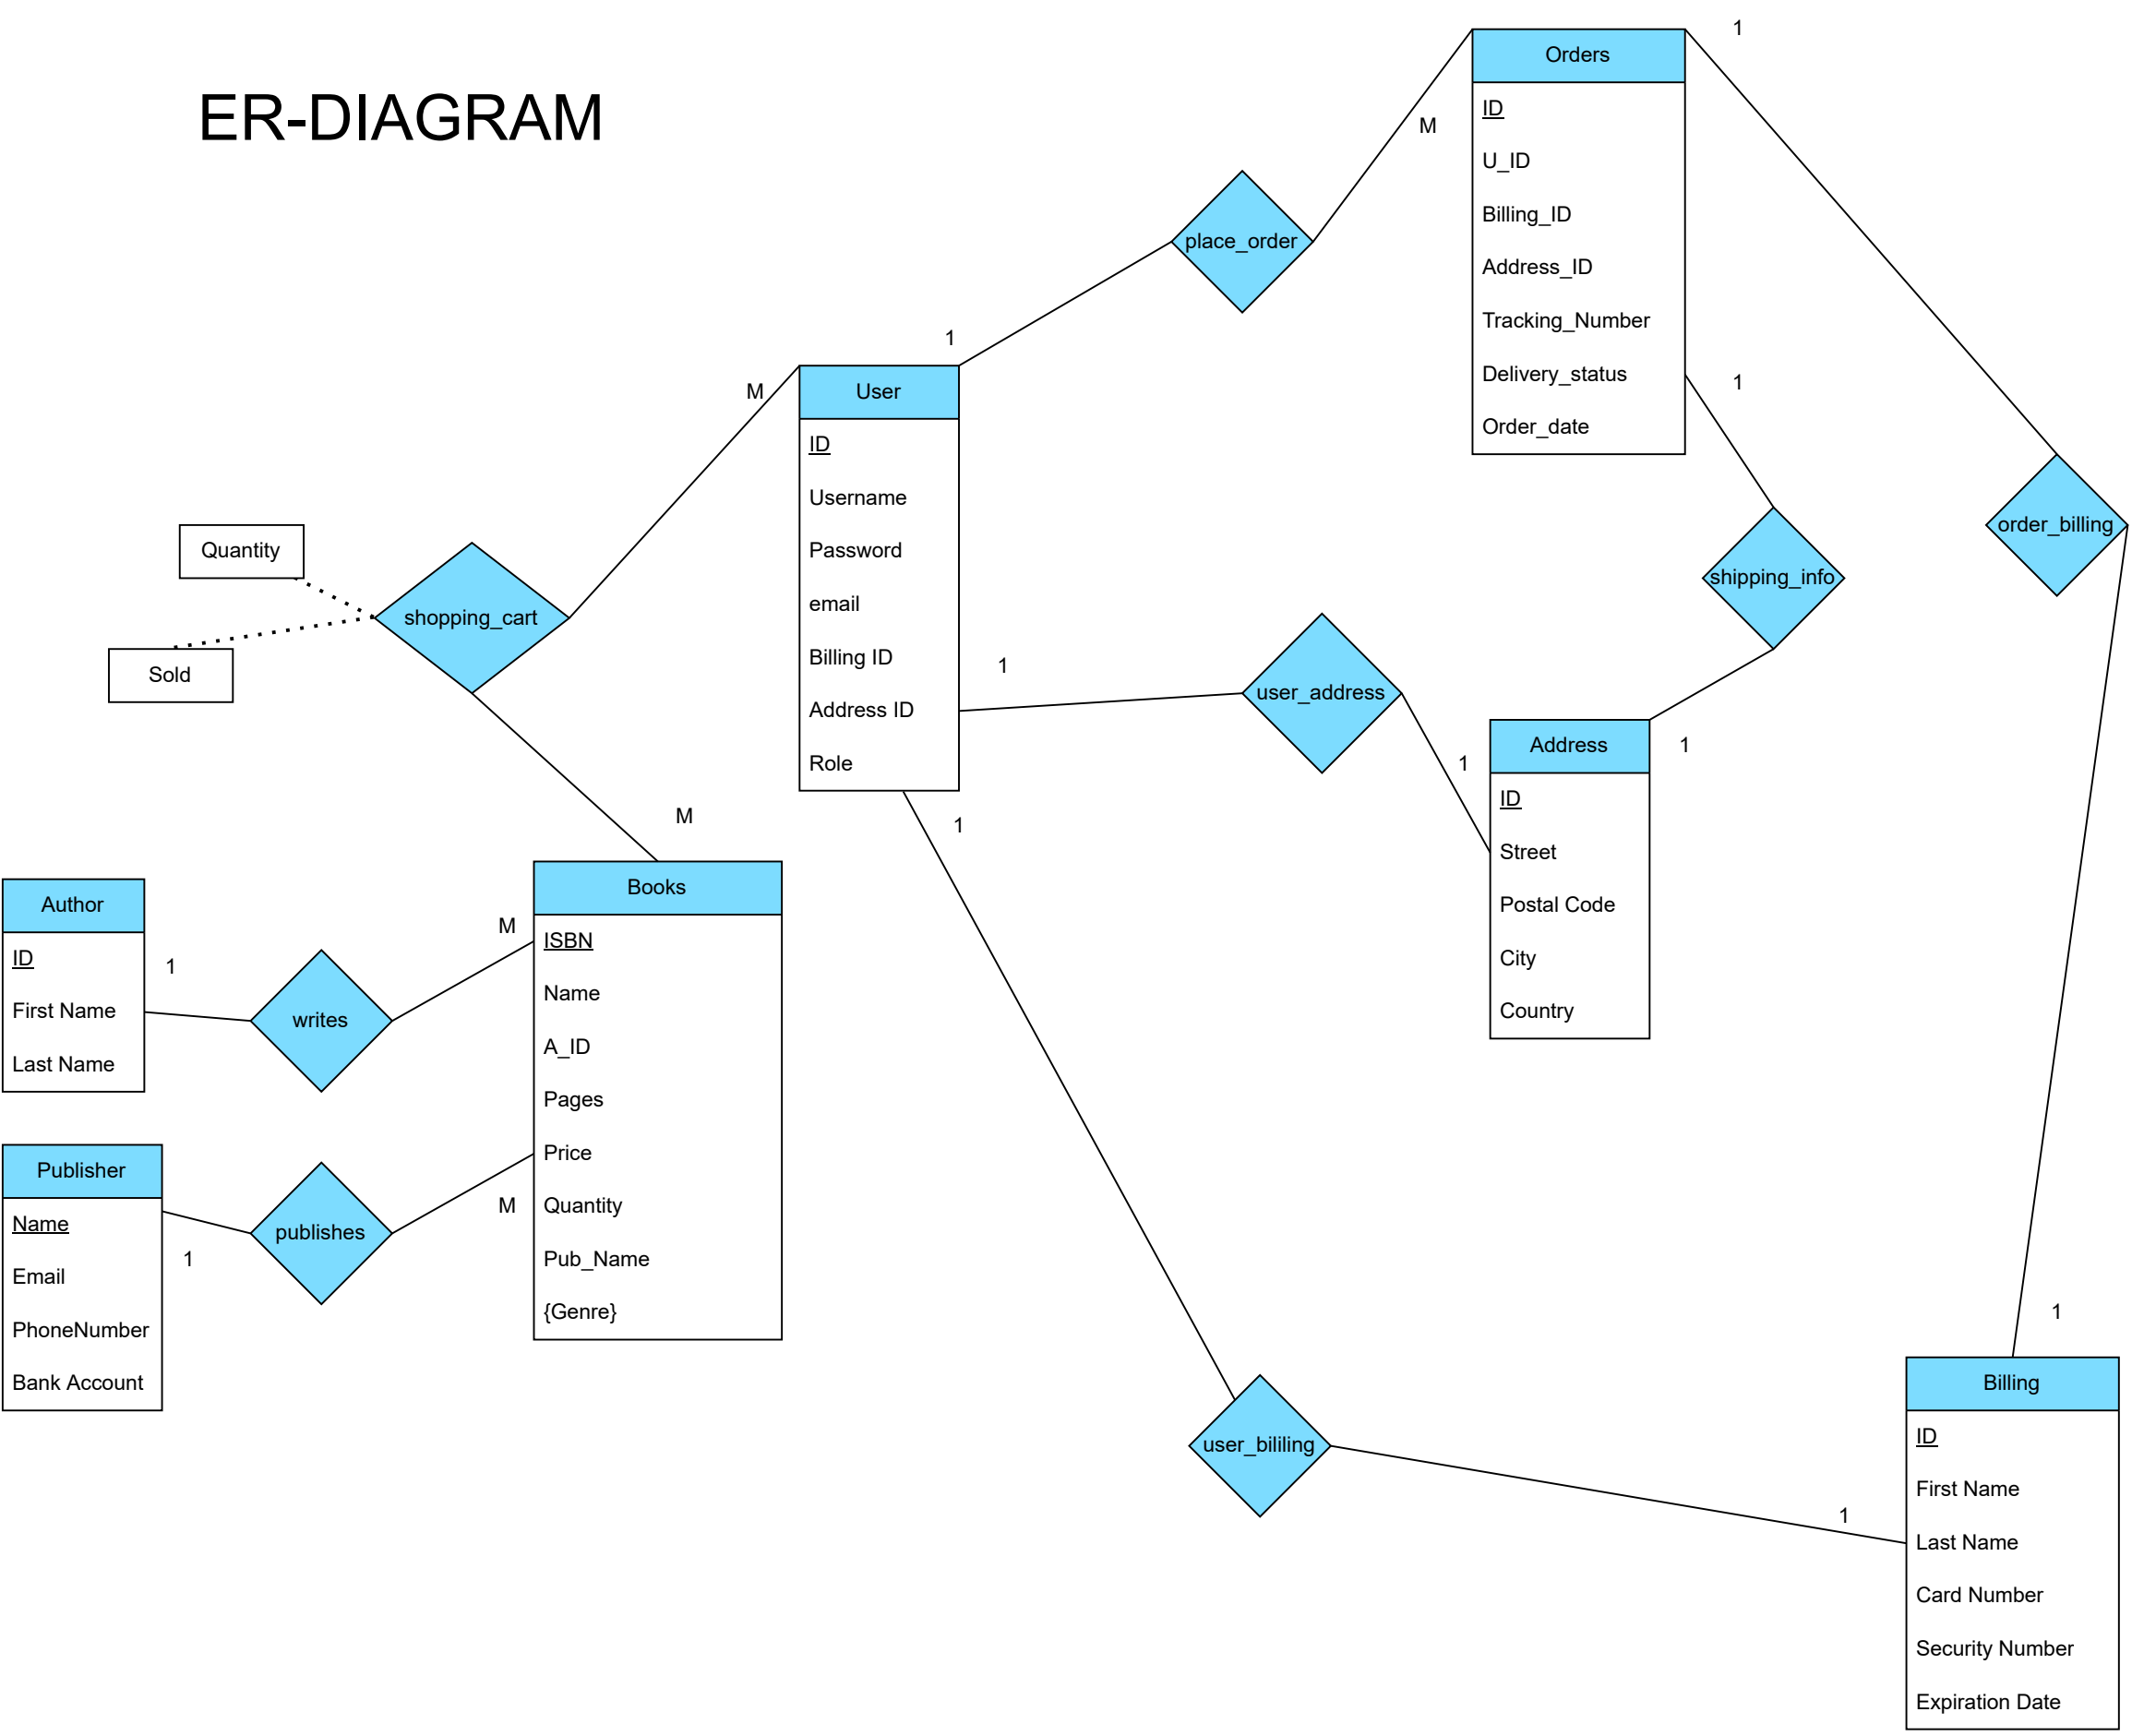 ER-DIAGRAM
Orders
ID
U_ID
Billing_ID
Address_ID
Tracking_Number
Delivery_status
Order_date
1
M
1
place_order
1
M
User
ID
Username
Password
email
Billing ID
Address ID
Role
order_billing
shipping_info
Quantity
Sold
shopping_cart
1
user_address
1
Address
1
ID
Street
Postal Code
City
Country
M
1
Books
ISBN
Name
A_ID
Pages
Price
Quantity
Pub_Name
{Genre}
Author
ID
First Name
Last Name
1
writes
M
Publisher
Name
Email
PhoneNumber
Bank Account
1
publishes
M
1
Billing
ID
First Name
Last Name
Card Number
Security Number
Expiration Date
user_bililing
1